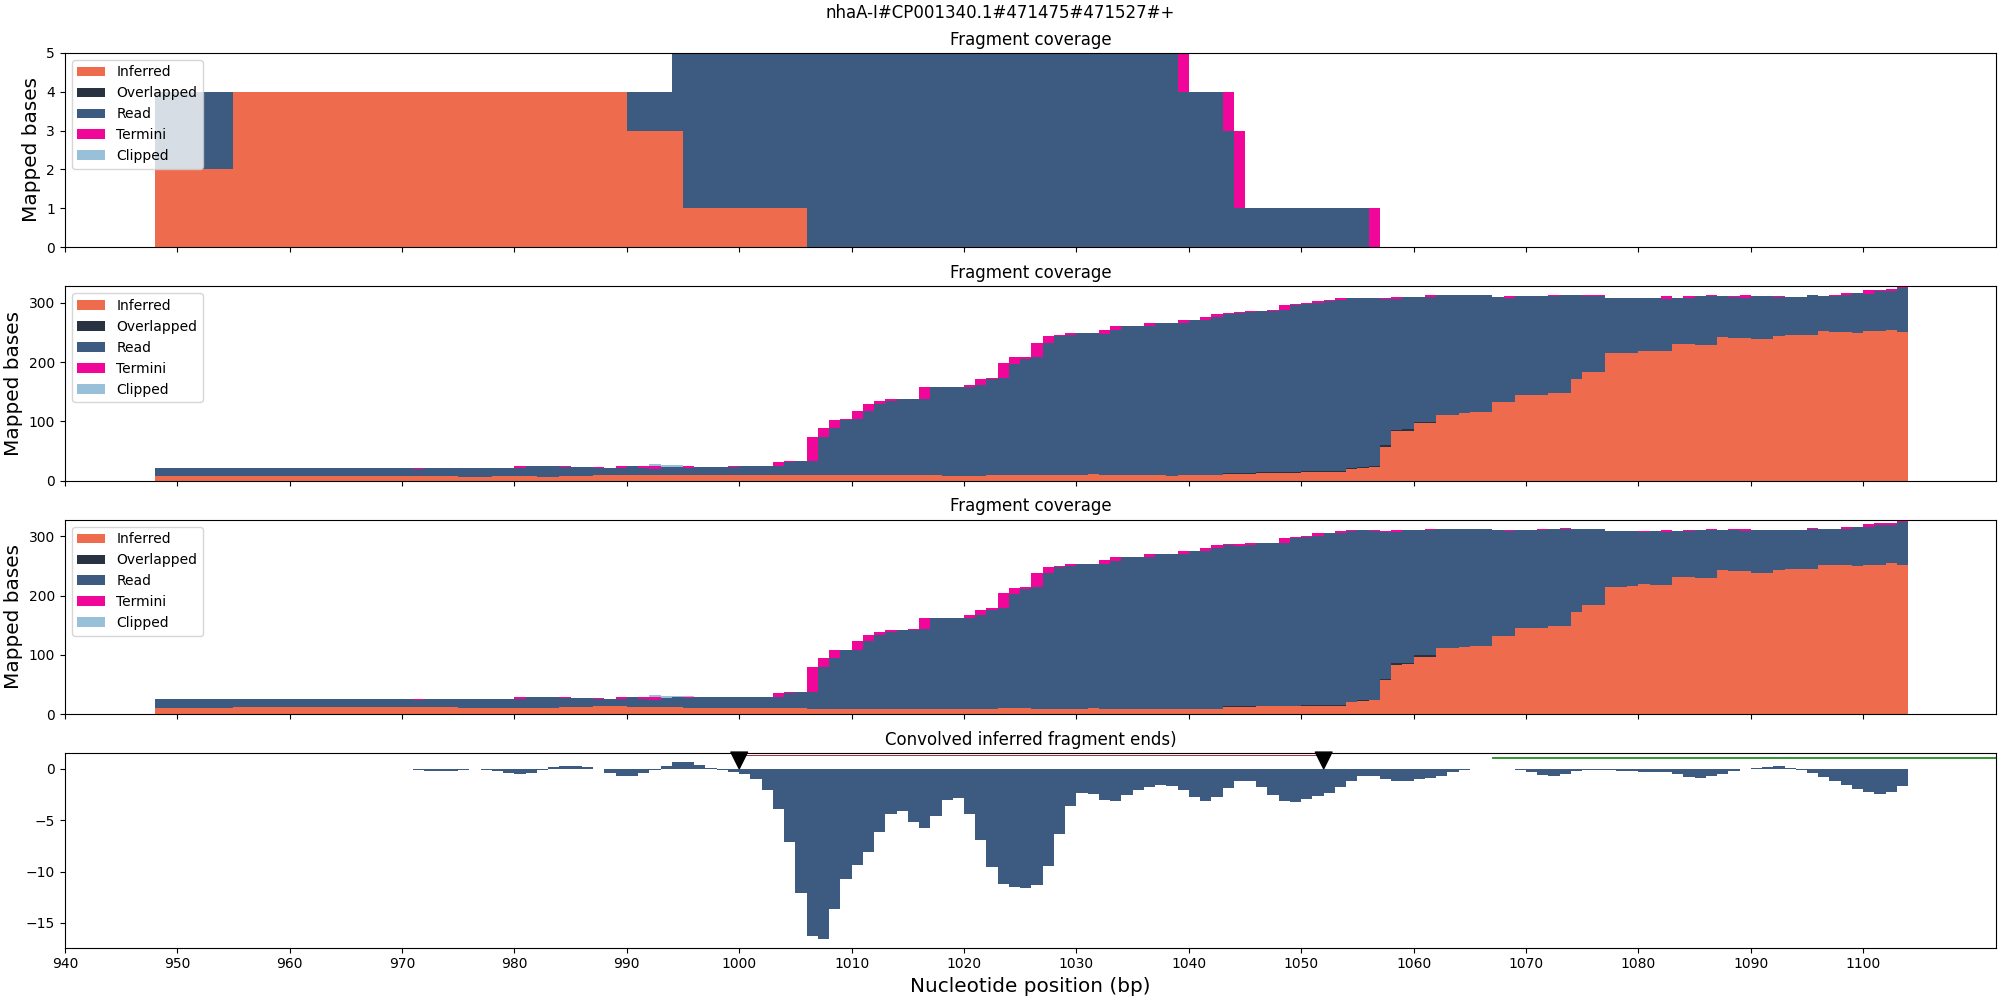 nhaA-I#CP001340.1#471475#471527#+
Fragment coverage
Mapped bases
5
4
3
2
1
0
Inferred
Overlapped
Read
Termini
Clipped
Fragment coverage
Mapped bases
300
200
100
0
Inferred
Overlapped
Read
Termini
Clipped
Fragment coverage
Mapped bases
300
200
100
0
Inferred
Overlapped
Read
Termini
Clipped
Convolved inferred fragment ends)
0
−5
−10
−15
940 950 960 970 980 990 1000 1010 1020 1030 1040 1050 1060 1070 1080 1090 1100
Nucleotide position (bp)